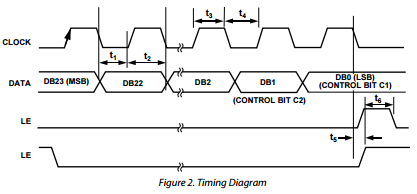 t3 t4
CLOCK
t1 t2
DATA DB23 (MSB) DB22 DB2 DB1 DB0 (LSB)
(CONTROL BIT C2) (CONTROL BIT C1)
t6
LE
t5
LE
Figure 2. Timing Diagram